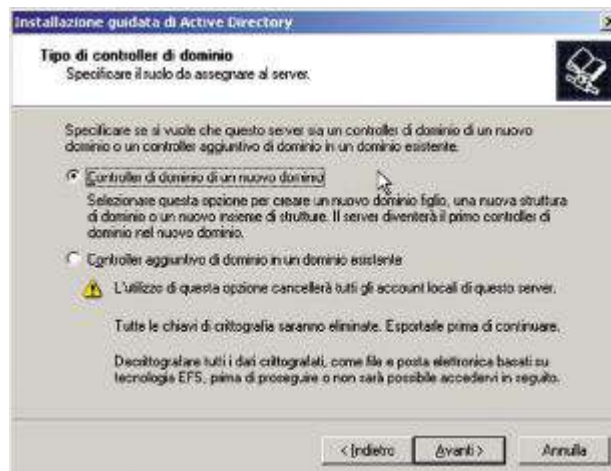 Installazione guidata di Active Directory
Tipo di controller di dominio
Specificare il ruolo da assegnare al server.
Specificare se si vuole che questo server sia un controller di dominio di un nuovo
dominio o un controller aggiuntivo di dominio in un dominio esistente.
Controller di dominio di un nuovo dominio
Selezionare questa opzione per creare un nuovo dominio figlio, una nuova struttura
di dominio o un nuovo insieme di strutture. Il server diventerà il primo controller di
dominio nel nuovo dominio.
Controller aggiuntivo di dominio in un dominio esistente
L'utilizzo di questa opzione cancellerà tutti gli account locali di questo server.
Tutte le chiavi di crittografia saranno eliminate. Esportarle prima di continuare.
Decrittografare tutti i dati crittografati, come file e posta elettronica basati su
tecnologia EFS, prima di proseguire o non sarà possibile accedervi in seguito.
< Indietro Avanti > Annulla